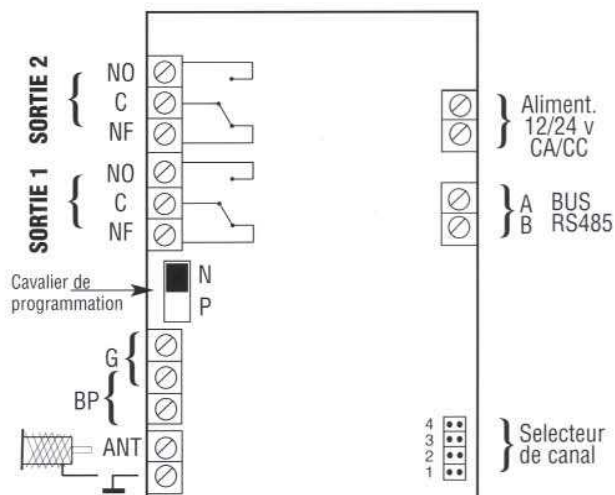 SORTIE 2
NO
C
NF
SORTIE 1
NO
C
NF
Cavalier de
programmation
N
P
G
BP
ANT
Aliment.
12/24 v
CA/CC
A BUS
B RS485
4
3
2
1
Selecteur
de canal